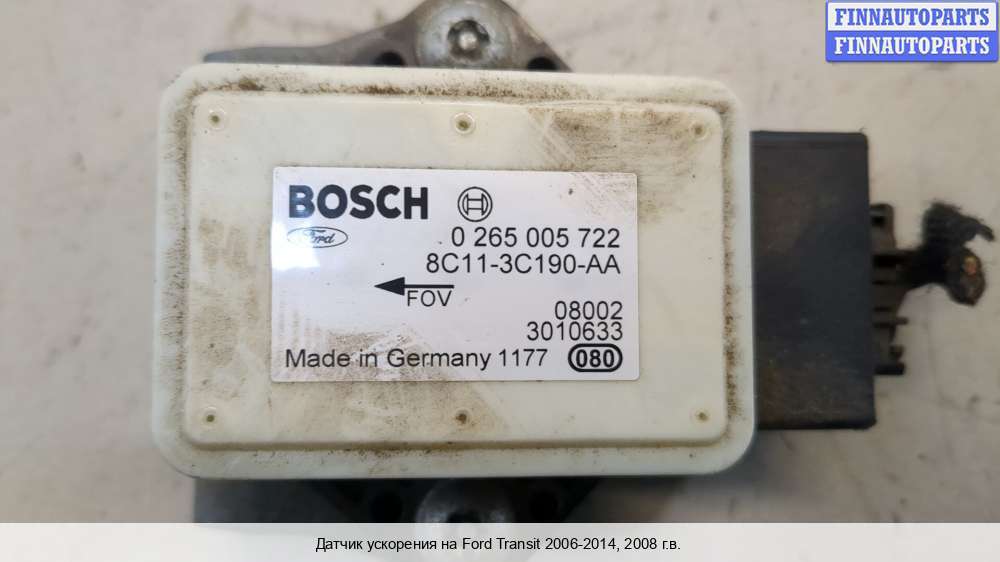 FINNAUTOPARTS
FINNAUTOPARTS
BOSCH
Ford
0 265 005 722
8C11-3C190-AA
FOV
08002
3010633
Made in Germany 1177 080
Датчик ускорения на Ford Transit 2006-2014, 2008 г.в.